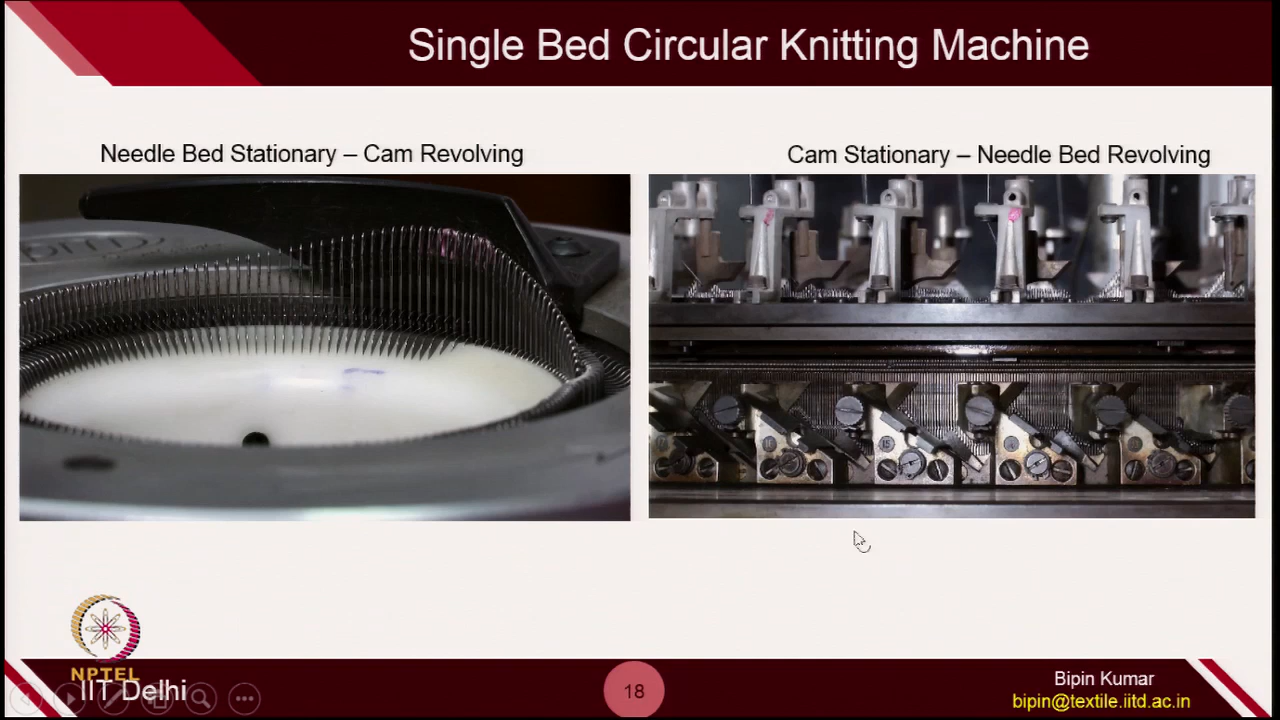 Single Bed Circular Knitting Machine
Needle Bed Stationary – Cam Revolving
Cam Stationary – Needle Bed Revolving
15
NPTEL
IIT Delhi
18
Bipin Kumar
bipin@textile.iitd.ac.in